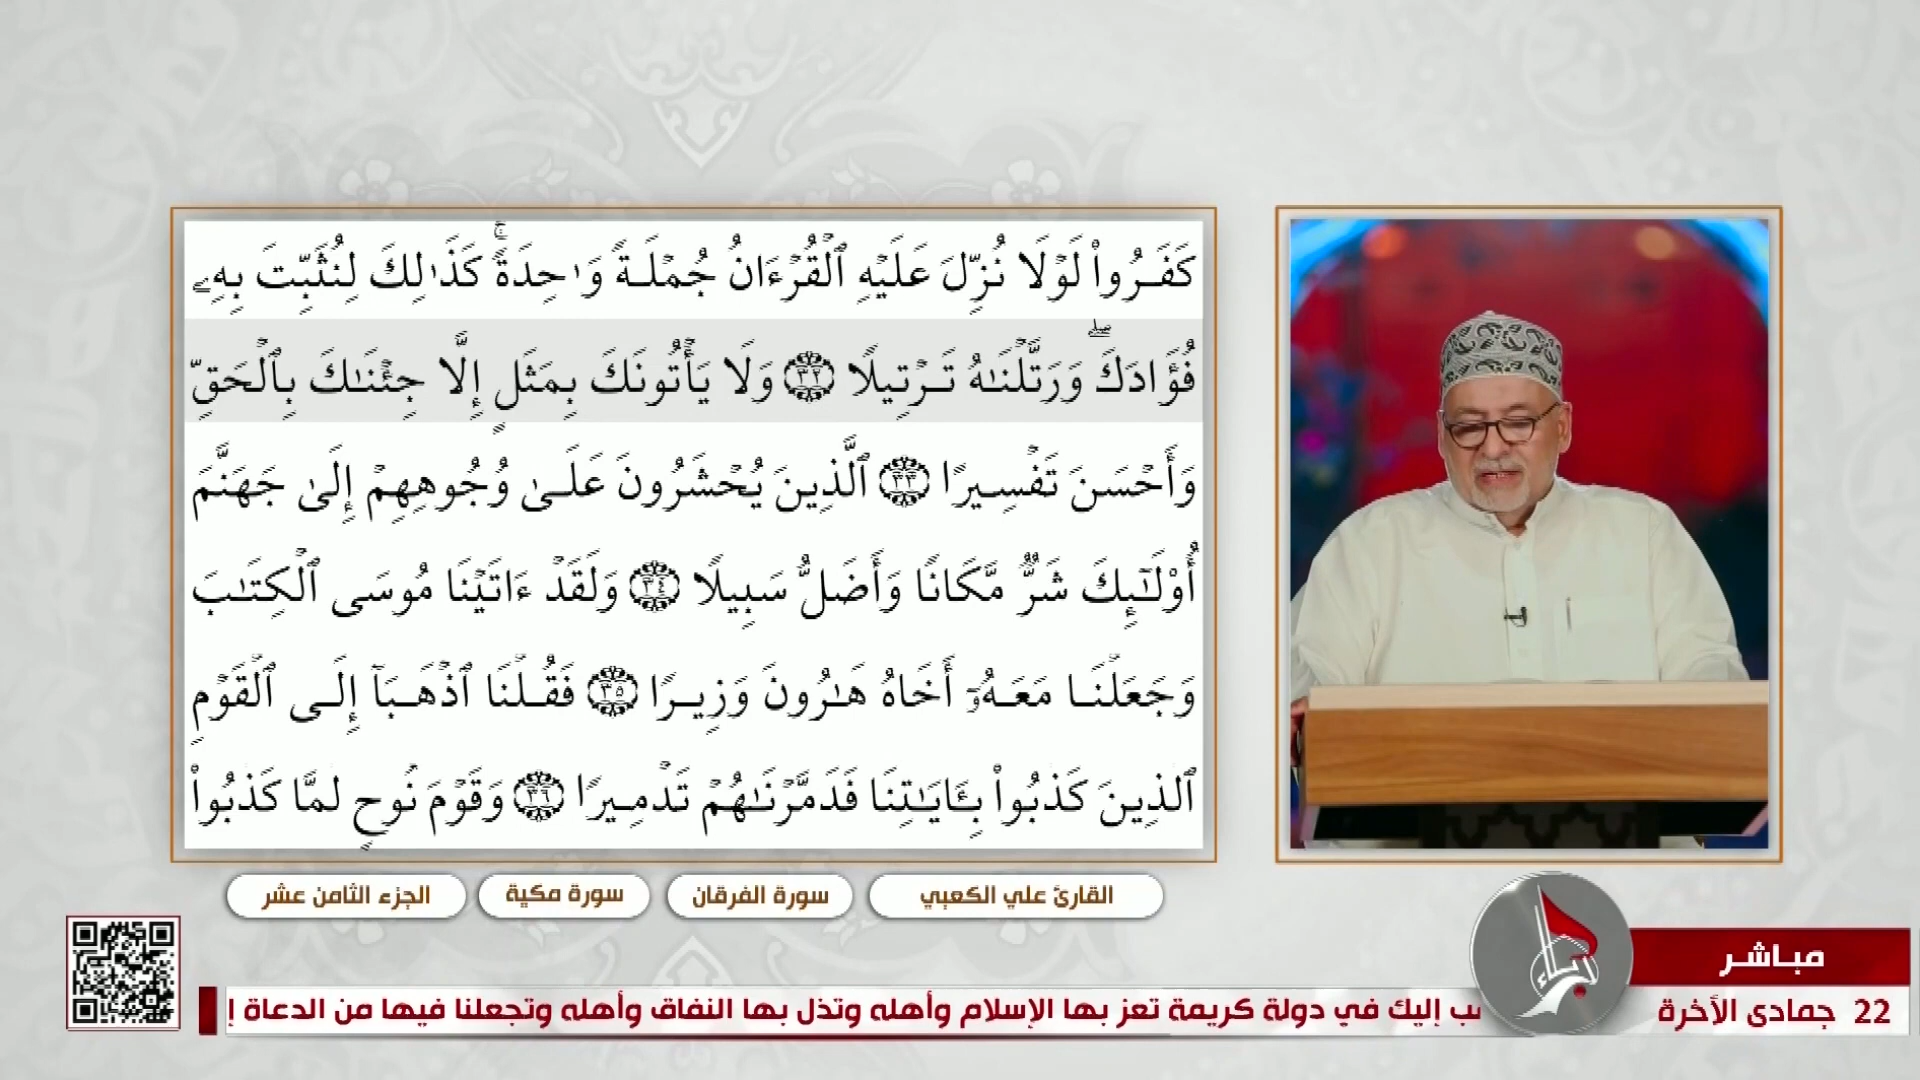 كَفَرُوا۟ لَوْلَا نُزِّلَ عَلَيْهِ ٱلْقُرْءَانُ جُمْلَةً وَٰحِدَةً ۚ كَذَٰلِكَ لِنُثَبِّتَ بِهِۦ
فُؤَادَكَ ۖ وَرَتَّلْنَٰهُ تَرْتِيلًا ٣٢ وَلَا يَأْتُونَكَ بِمَثَلٍ إِلَّا جِئْنَٰكَ بِٱلْحَقِّ
وَأَحْسَنَ تَفْسِيرًا ٣٣ ٱلَّذِينَ يُحْشَرُونَ عَلَىٰ وُجُوهِهِمْ إِلَىٰ جَهَنَّمَ
أُو۟لَٰٓئِكَ شَرٌّ مَّكَانًا وَأَضَلُّ سَبِيلًا ٣٤ وَلَقَدْ ءَاتَيْنَا مُوسَى ٱلْكِتَٰبَ
وَجَعَلْنَا مَعَهُۥٓ أَخَاهُ هَٰرُونَ وَزِيرًا ٣٥ فَقُلْنَا ٱذْهَبَآ إِلَى ٱلْقَوْمِ
ٱلَّذِينَ كَذَّبُوا۟ بِـَٔايَٰتِنَا فَدَمَّرْنَٰهُمْ تَدْمِيرًا ٣٦ وَقَوْمَ نُوحٍ لَّمَّا كَذَّبُوا۟
القارئ علي الكعبي
سورة الفرقان
سورة مكية
الجزء الثامن عشر
مباشر
22 جمادى الأخرة
إليك في دولة كريمة تعز بها الإسلام وأهله وتذل بها النفاق وأهله وتجعلنا فيها من الدعاة